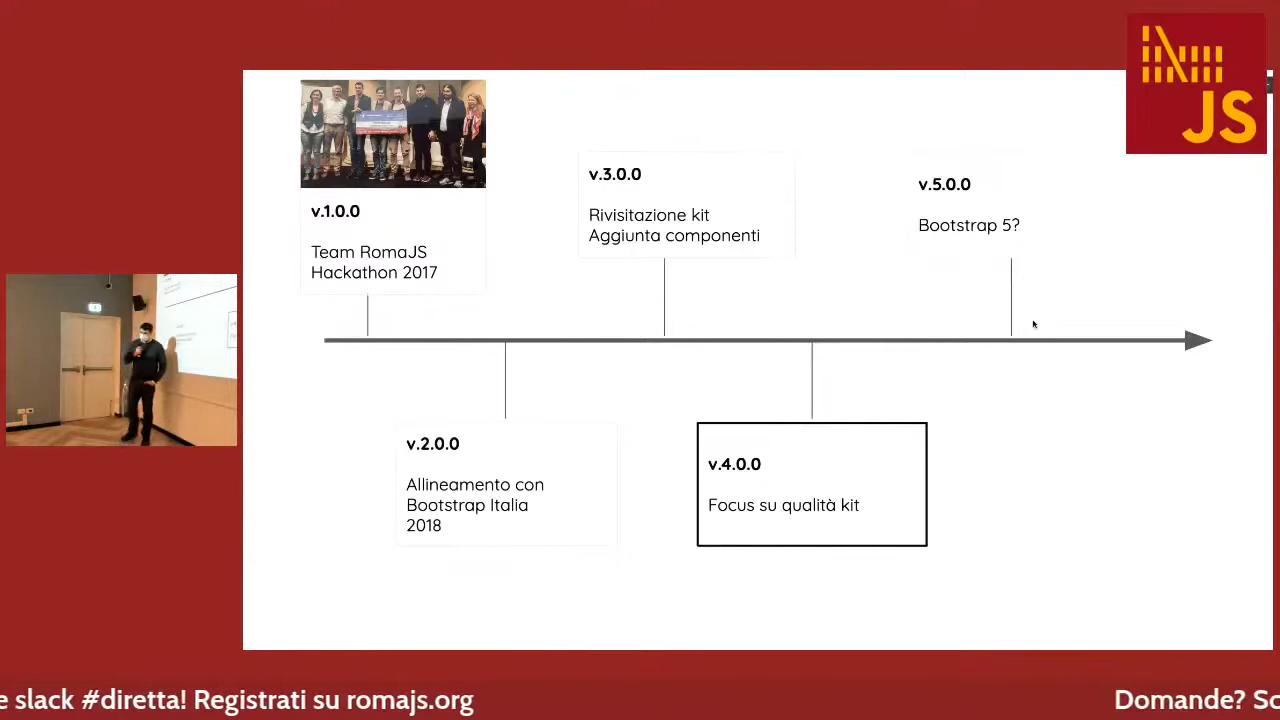 JS
v.1.0.0
Team RomaJS
Hackathon 2017
v.3.0.0
Rivisitazione kit
Aggiunta componenti
v.5.0.0
Bootstrap 5?
v.2.0.0
Allineamento con
Bootstrap Italia
2018
v.4.0.0
Focus su qualità kit
e slack #diretta! Registrati su romajs.org
Domande? Sc